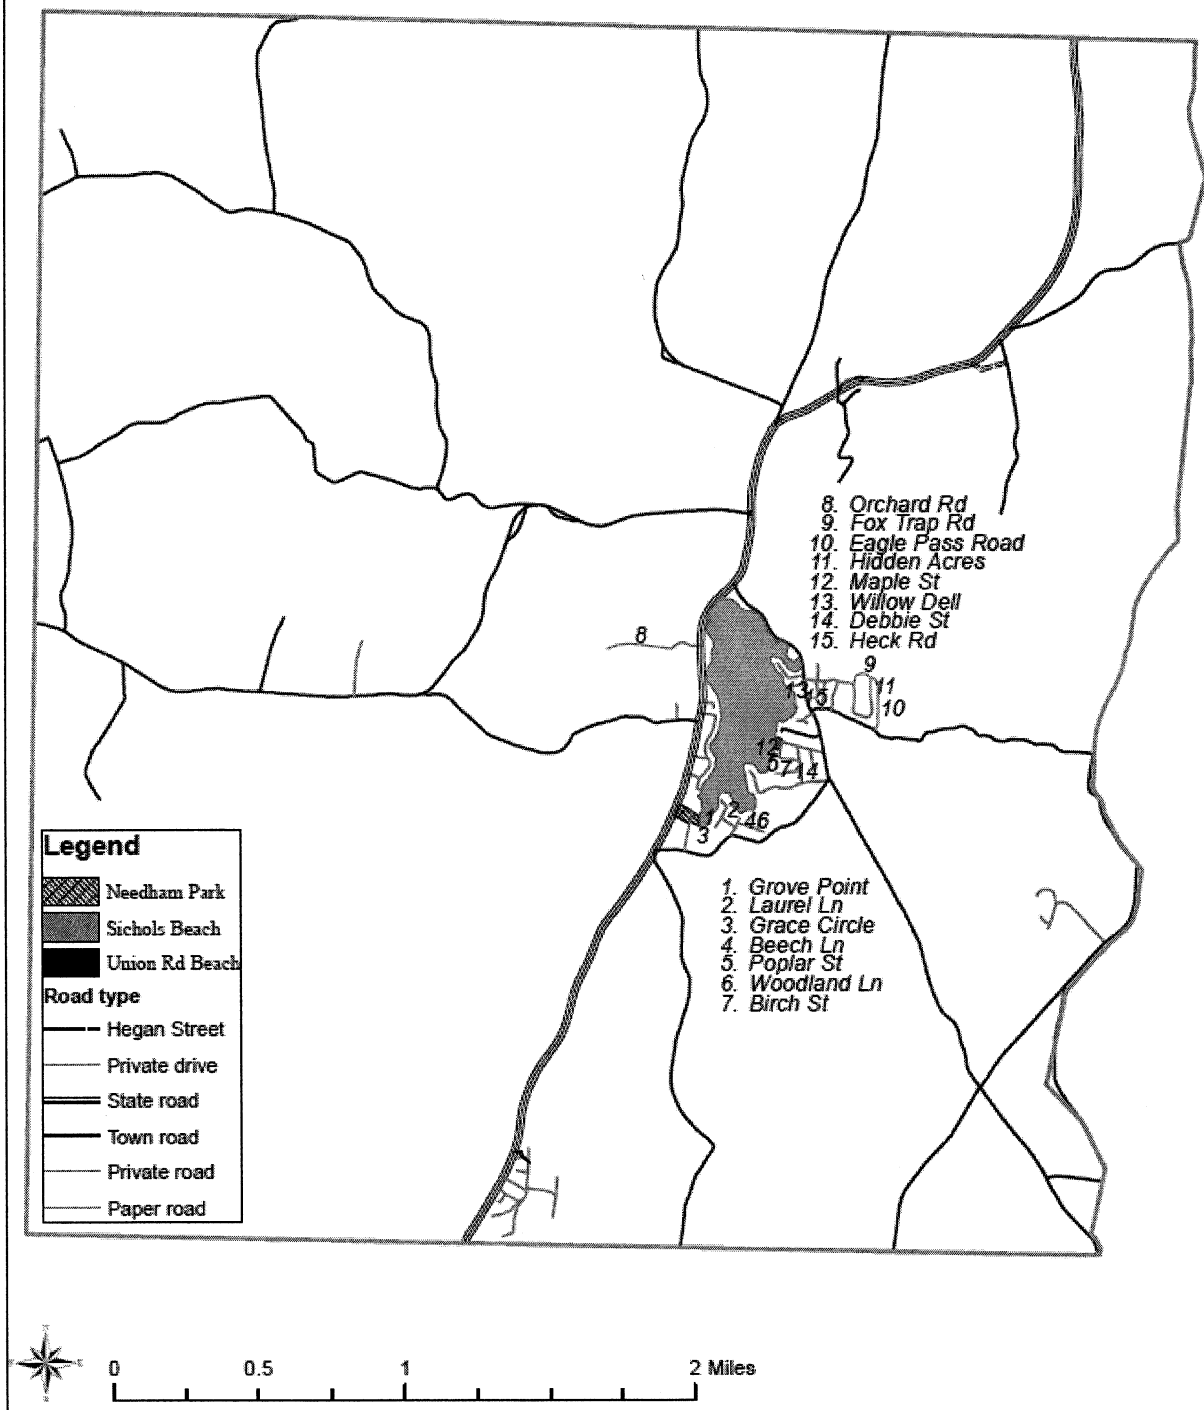 8. Orchard Rd
9. Fox Trap Rd
10. Eagle Pass Road
11. Hidden Acres
12. Maple St
13. Willow Dell
14. Debbie St
15. Heck Rd
8
9
11
10
13
15
12
5
7
14
1
2
46
3
1. Grove Point
2. Laurel Ln
3. Grace Circle
4. Beech Ln
5. Poplar St
6. Woodland Ln
7. Birch St
Legend
Needham Park
Sichols Beach
Union Rd Beach
Road type
Hegan Street
Private drive
State road
Town road
Private road
Paper road
0 0.5 1 2 Miles